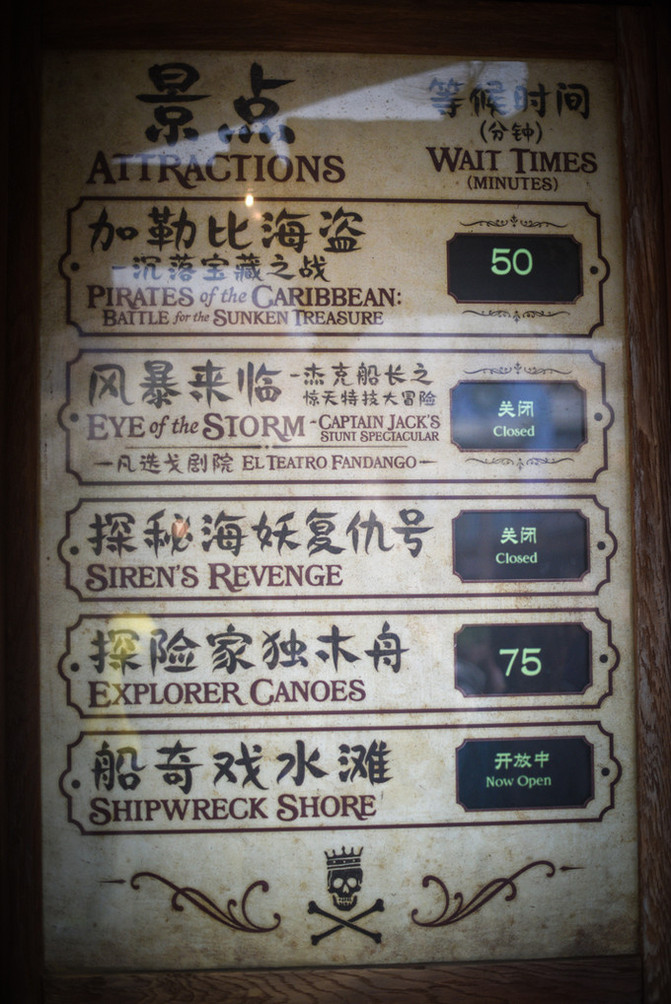 景点
ATTRACTIONS
等候时间
(分钟)
WAIT TIMES
(MINUTES)
加勒比海盗
-沉落宝藏之战
PIRATES of the CARIBBEAN:
BATTLE for the SUNKEN TREASURE
50
风暴来临 -杰克船长之
惊天特技大冒险
EYE of the STORM -CAPTAIN JACK'S
STUNT SPECTACULAR
—凡迭戈剧院 EL TEATRO FANDANGO—
关闭
Closed
探秘海妖复仇号
SIREN'S REVENGE
关闭
Closed
探险家独木舟
EXPLORER CANOES
75
船奇戏水滩
SHIPWRECK SHORE
开放中
Now Open